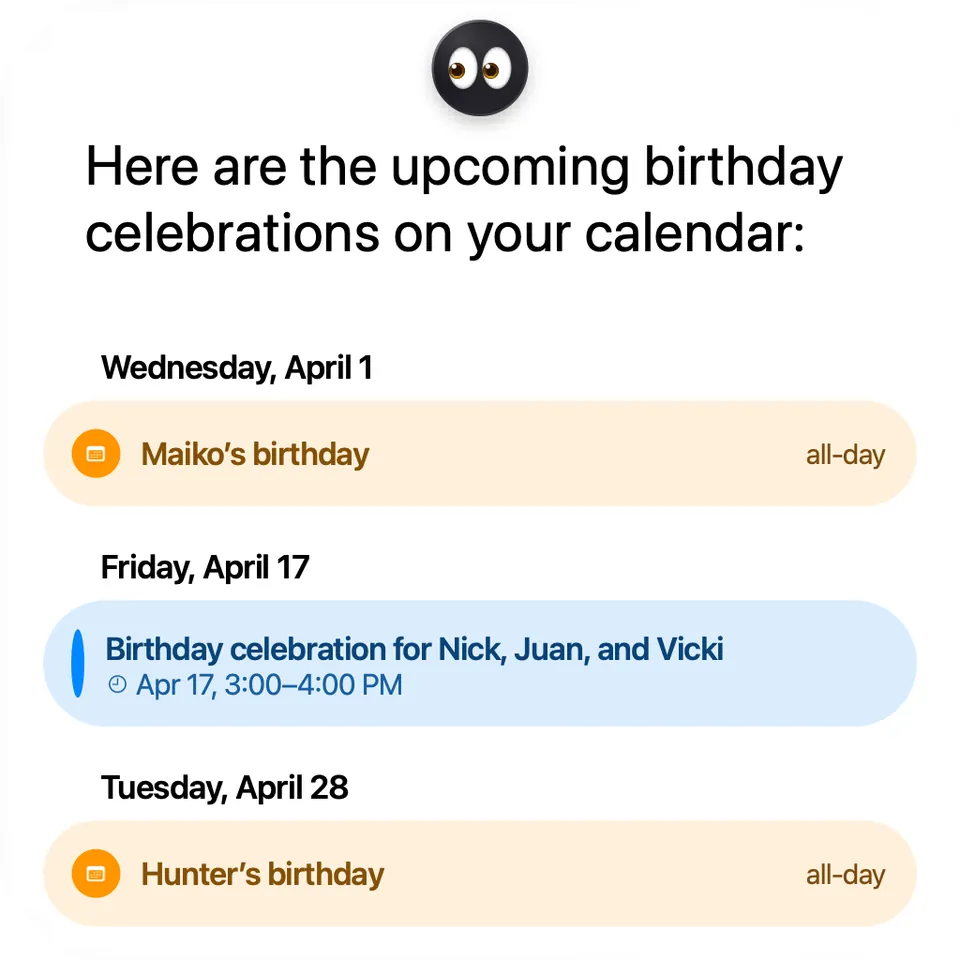 Here are the upcoming birthday
celebrations on your calendar:
Wednesday, April 1
Maiko’s birthday all-day
Friday, April 17
Birthday celebration for Nick, Juan, and Vicki
Apr 17, 3:00–4:00 PM
Tuesday, April 28
Hunter’s birthday all-day